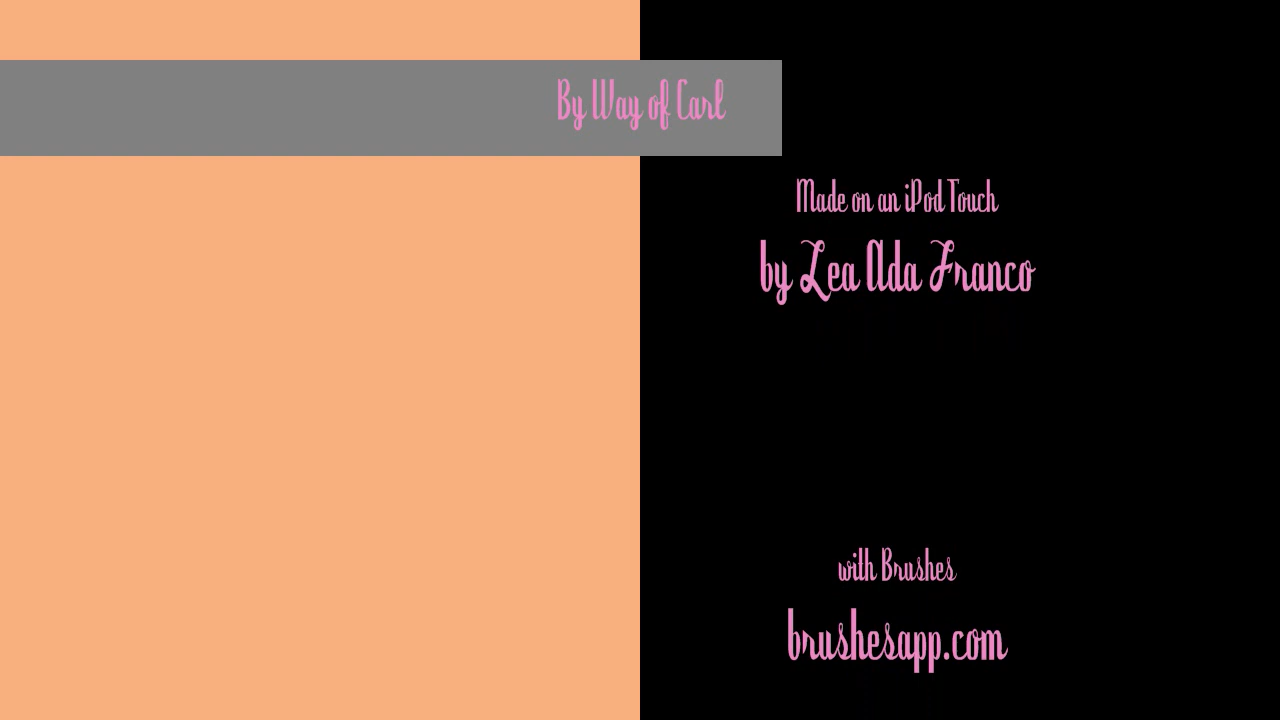 By Way of Carl
Made on an iPod Touch
by Lea Ada Franco
with Brushes
brushesapp.com